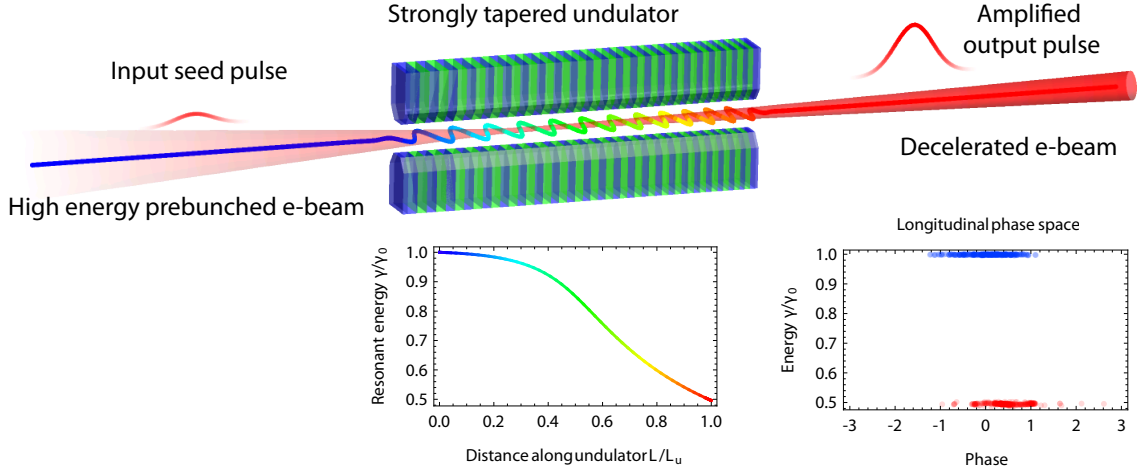 Strongly tapered undulator
Amplified
output pulse
Input seed pulse
High energy prebunched e-beam
Decelerated e-beam
Resonant energy γ/γ0
1.0
0.9
0.8
0.7
0.6
0.5
0.0 0.2 0.4 0.6 0.8 1.0
Distance along undulator L/Lu
Longitudinal phase space
Energy γ/γ0
1.0
0.9
0.8
0.7
0.6
0.5
-3 -2 -1 0 1 2 3
Phase